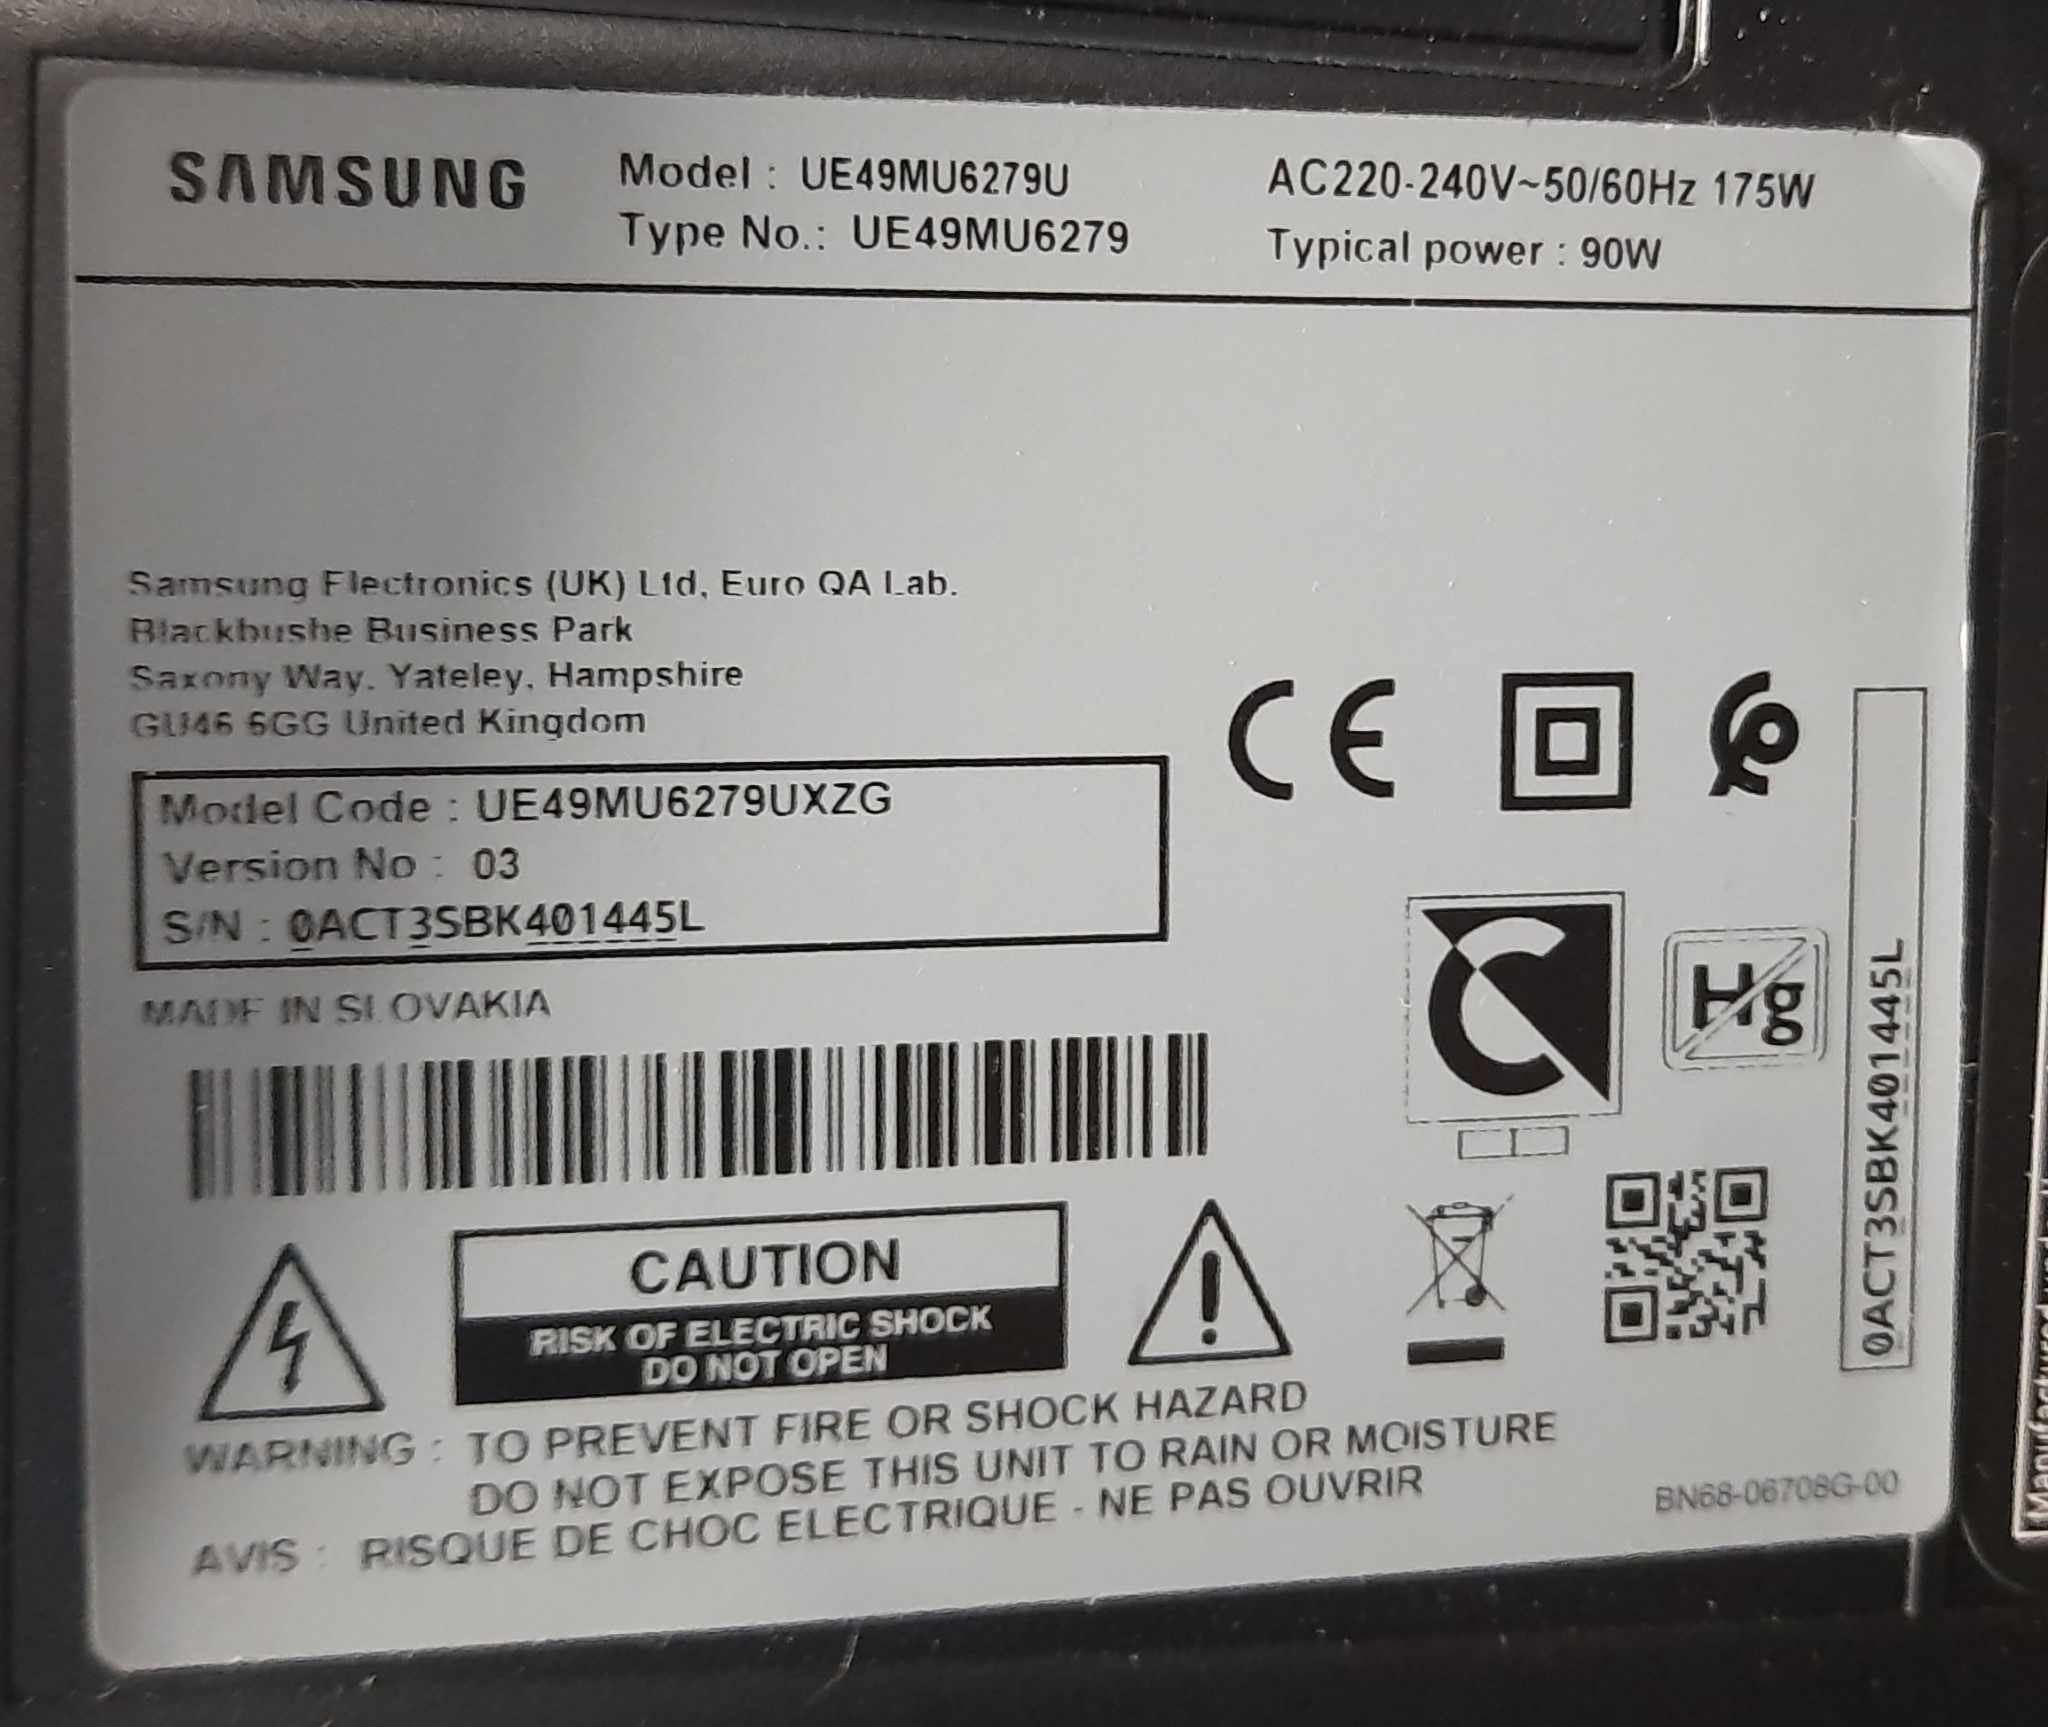 SAMSUNG
Model : UE49MU6279U
Type No.: UE49MU6279
AC220-240V~50/60Hz 175W
Typical power : 90W
Samsung Electronics (UK) Ltd, Euro QA Lab.
Blackbushe Business Park
Saxony Way, Yateley, Hampshire
GU46 6GG United Kingdom
Model Code : UE49MU6279UXZG
Version No : 03
S/N : 0ACT3SBK401445L
MADE IN SLOVAKIA
CE
Hg
0ACT3SBK401445L
CAUTION
RISK OF ELECTRIC SHOCK
DO NOT OPEN
WARNING : TO PREVENT FIRE OR SHOCK HAZARD
DO NOT EXPOSE THIS UNIT TO RAIN OR MOISTURE
AVIS : RISQUE DE CHOC ELECTRIQUE - NE PAS OUVRIR
BN68-06708G-00